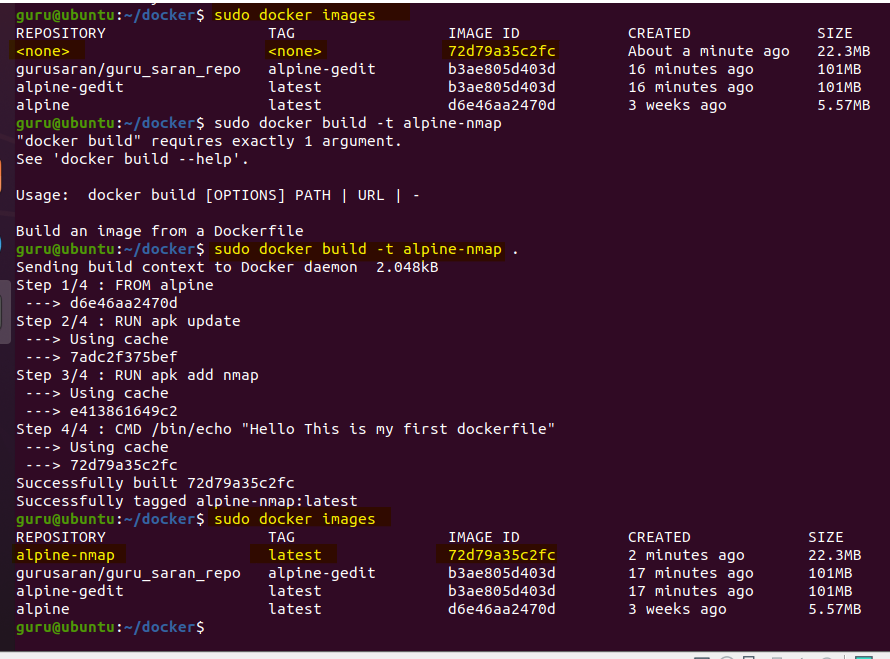 guru@ubuntu:~/docker$ sudo docker images
REPOSITORY TAG IMAGE ID CREATED SIZE
<none> <none> 72d79a35c2fc About a minute ago 22.3MB
gurusaran/guru_saran_repo alpine-gedit b3ae805d403d 16 minutes ago 101MB
alpine-gedit latest b3ae805d403d 16 minutes ago 101MB
alpine latest d6e46aa2470d 3 weeks ago 5.57MB
guru@ubuntu:~/docker$ sudo docker build -t alpine-nmap
"docker build" requires exactly 1 argument.
See 'docker build --help'.
Usage: docker build [OPTIONS] PATH | URL | -
Build an image from a Dockerfile
guru@ubuntu:~/docker$ sudo docker build -t alpine-nmap .
Sending build context to Docker daemon 2.048kB
Step 1/4 : FROM alpine
---> d6e46aa2470d
Step 2/4 : RUN apk update
---> Using cache
---> 7adc2f375bef
Step 3/4 : RUN apk add nmap
---> Using cache
---> e413861649c2
Step 4/4 : CMD /bin/echo "Hello This is my first dockerfile"
---> Using cache
---> 72d79a35c2fc
Successfully built 72d79a35c2fc
Successfully tagged alpine-nmap:latest
guru@ubuntu:~/docker$ sudo docker images
REPOSITORY TAG IMAGE ID CREATED SIZE
alpine-nmap latest 72d79a35c2fc 2 minutes ago 22.3MB
gurusaran/guru_saran_repo alpine-gedit b3ae805d403d 17 minutes ago 101MB
alpine-gedit latest b3ae805d403d 17 minutes ago 101MB
alpine latest d6e46aa2470d 3 weeks ago 5.57MB
guru@ubuntu:~/docker$